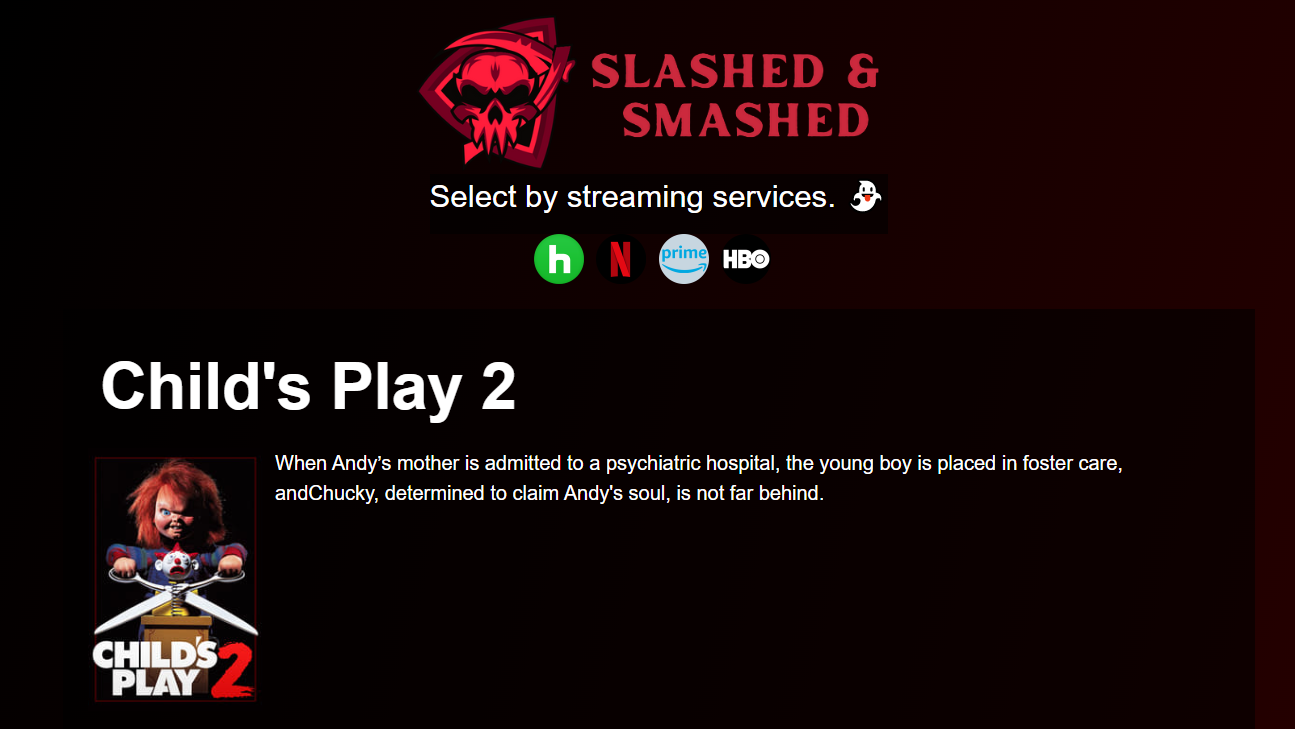 SLASHED &
SMASHED
Select by streaming services. 👻
h N prime HBO
Child's Play 2
When Andy’s mother is admitted to a psychiatric hospital, the young boy is placed in foster care,
andChucky, determined to claim Andy's soul, is not far behind.
CHILD'S
PLAY 2